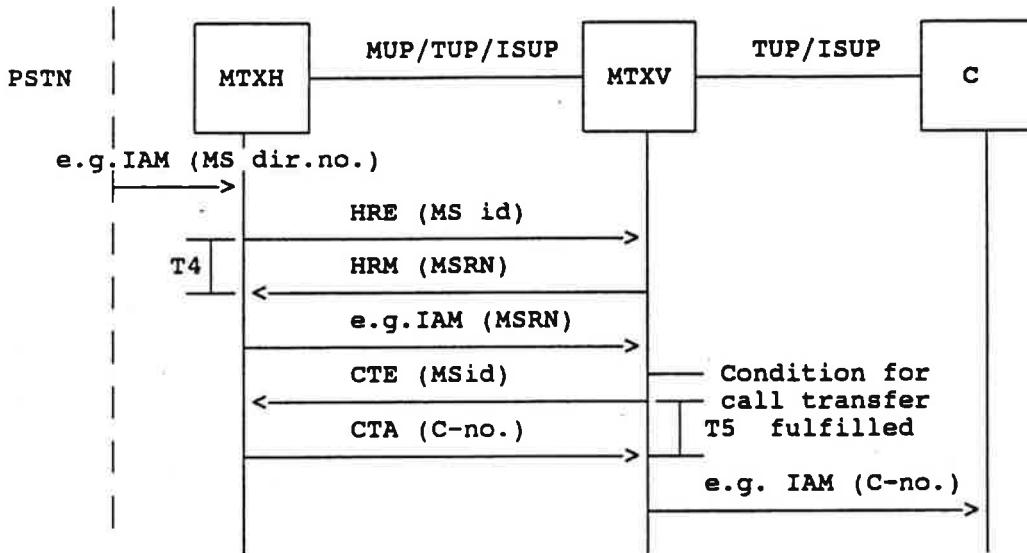 MUP/TUP/ISUP
TUP/ISUP
PSTN
MTXH
MTXV
C
e.g.IAM (MS dir.no.)
HRE (MS id)
T4
HRM (MSRN)
e.g.IAM (MSRN)
CTE (MSid)
Condition for
call transfer
CTA (C-no.)
T5 fulfilled
e.g. IAM (C-no.)